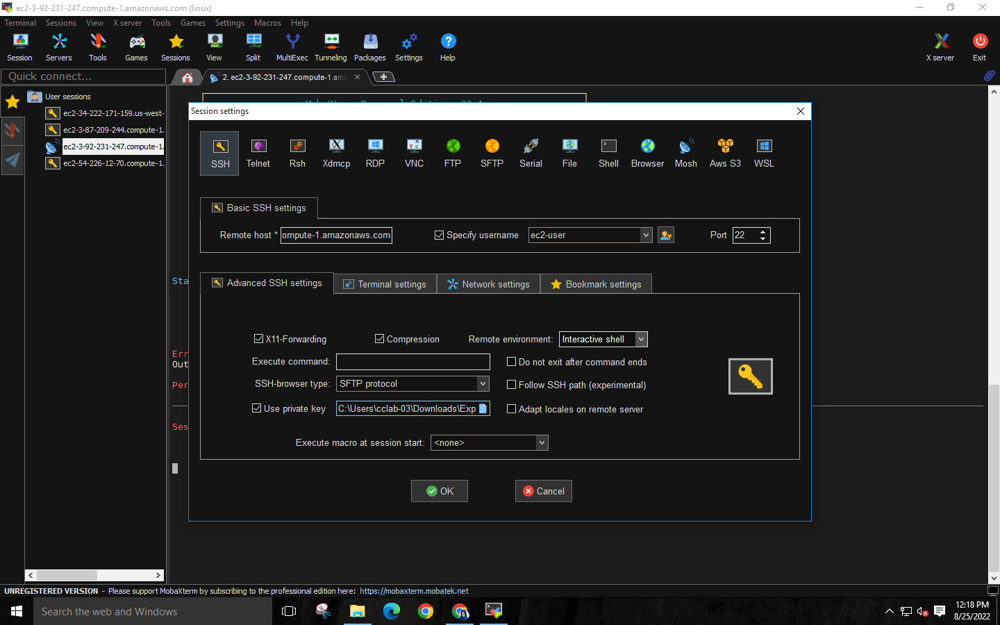 ec2-3-92-231-247.compute-1.amazonaws.com (linux)
Terminal Sessions View X server Tools Games Settings Macros Help
Session Servers Tools Games Sessions View Split MultiExec Tunneling Packages Settings Help X server Exit
Quick connect...
2. ec2-3-92-231-247.compute-1.am
User sessions
ec2-34-222-171-159.us-west-
ec2-3-87-209-244.compute-1.
ec2-3-92-231-247.compute-1.
ec2-54-226-12-70.compute-1.
Session settings
SSH Telnet Rsh Xdmcp RDP VNC FTP SFTP Serial File Shell Browser Mosh Aws S3 WSL
Basic SSH settings
Remote host * ompute-1.amazonaws.com Specify username ec2-user Port 22
Sta
Advanced SSH settings Terminal settings Network settings Bookmark settings
X11-Forwarding Compression Remote environment: Interactive shell
Err
Execute command: Do not exit after command ends
Out
SSH-browser type: SFTP protocol Follow SSH path (experimental)
Per
Use private key C:\Users\cclab-03\Downloads\Exp Adapt locales on remote server
Ses
Execute macro at session start: <none>
OK Cancel
UNREGISTERED VERSION - Please support MobaXterm by subscribing to the professional edition here: https://mobaxterm.mobatek.net
Search the web and Windows
12:18 PM
8/25/2022